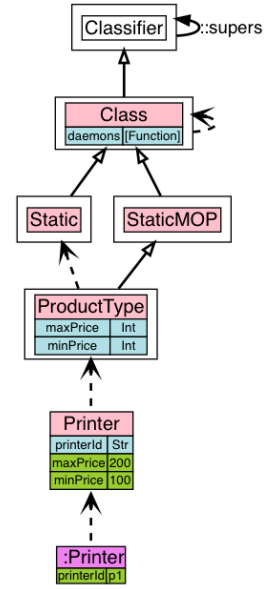 Classifier ::supers
Class
daemons [Function]
Static StaticMOP
ProductType
maxPrice Int
minPrice Int
Printer
printerId Str
maxPrice 200
minPrice 100
:Printer
printerId p1